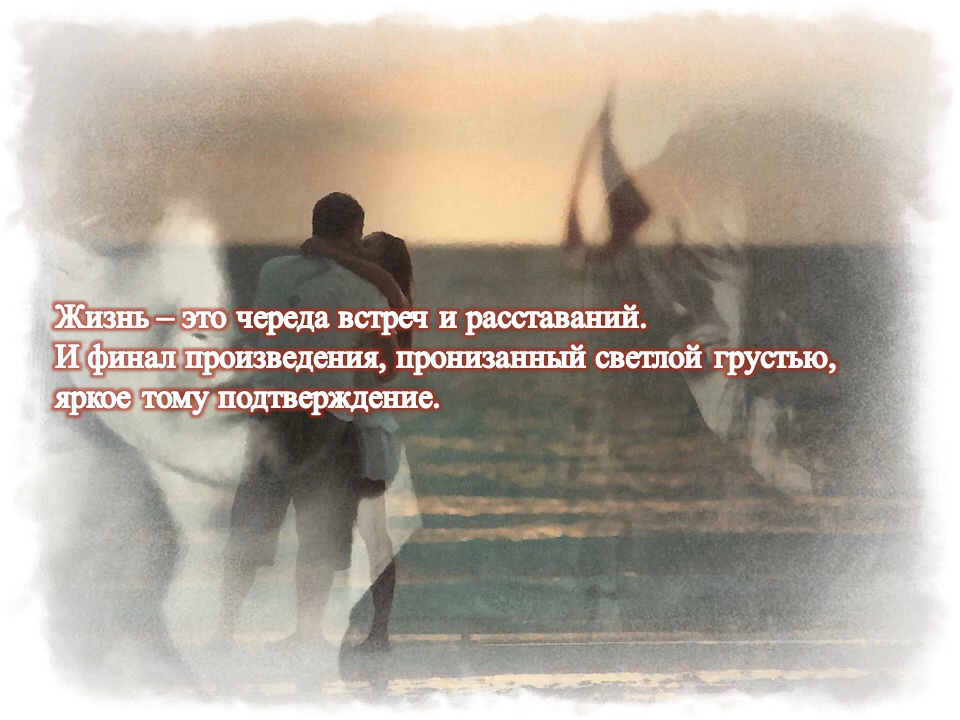 Жизнь – это череда встреч и расставаний.
И финал произведения, пронизанный светлой грустью,
яркое тому подтверждение.